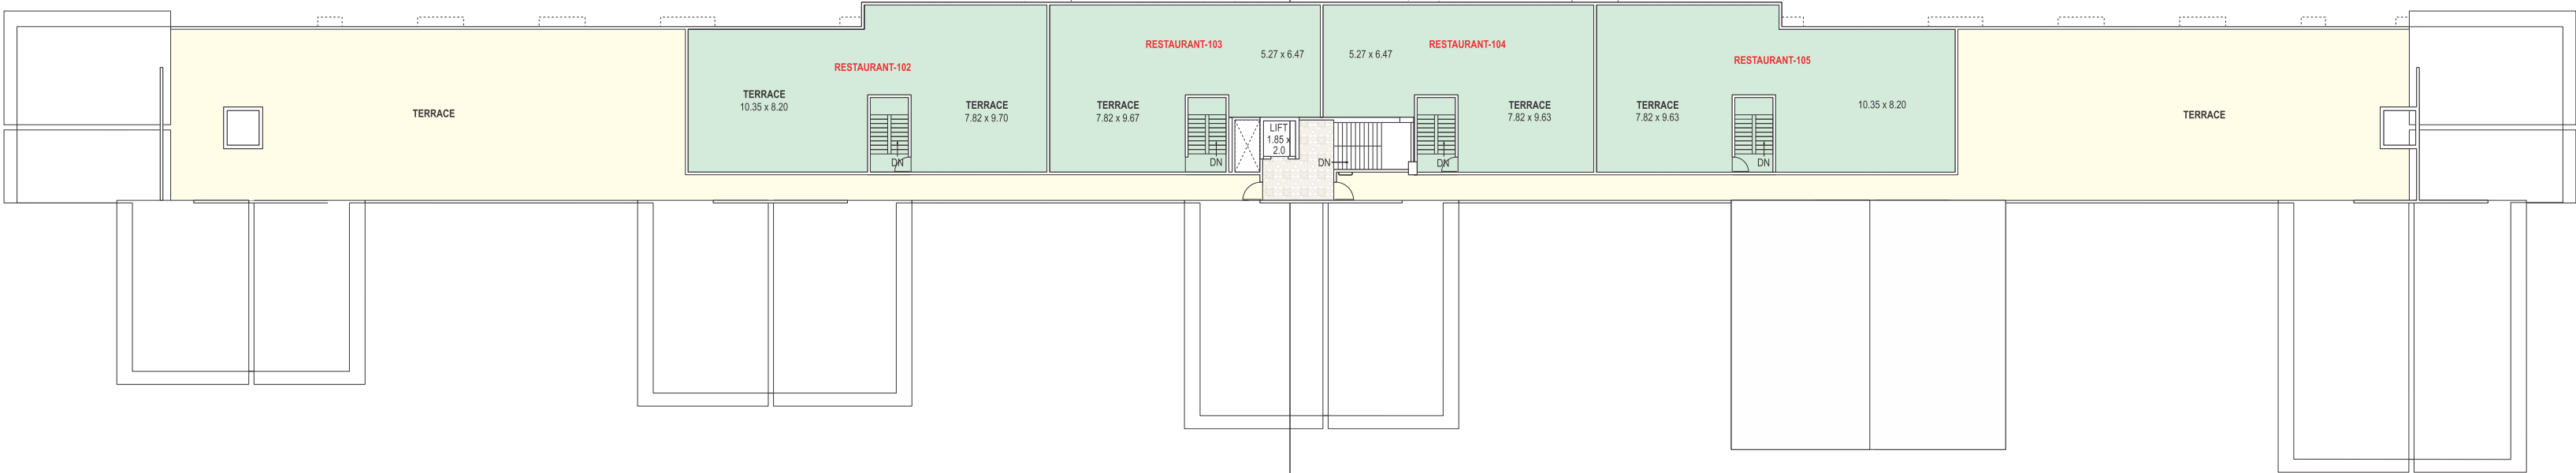 TERRACE
RESTAURANT-102
TERRACE
10.35 x 8.20
TERRACE
7.82 x 9.70
DN
RESTAURANT-103
5.27 x 6.47
TERRACE
7.82 x 9.67
DN
LIFT
1.85 x
2.0
DN
RESTAURANT-104
5.27 x 6.47
TERRACE
7.82 x 9.63
DN
RESTAURANT-105
TERRACE
7.82 x 9.63
10.35 x 8.20
DN
TERRACE